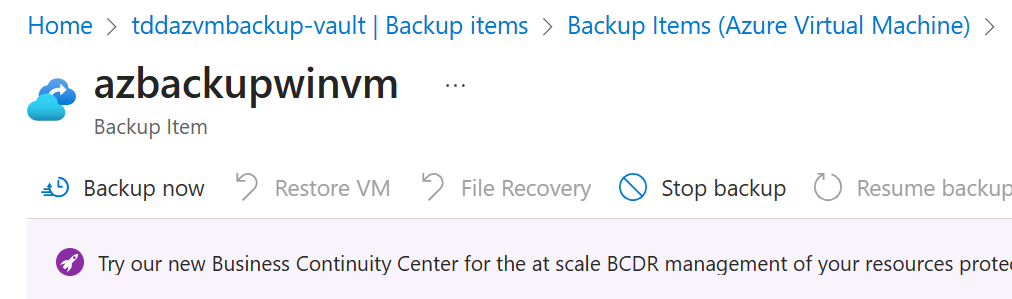 Home > tddazvmbackup-vault | Backup items > Backup Items (Azure Virtual Machine) >
azbackupwinvm ...
Backup Item
Backup now Restore VM File Recovery Stop backup Resume backup
Try our new Business Continuity Center for the at scale BCDR management of your resources prote